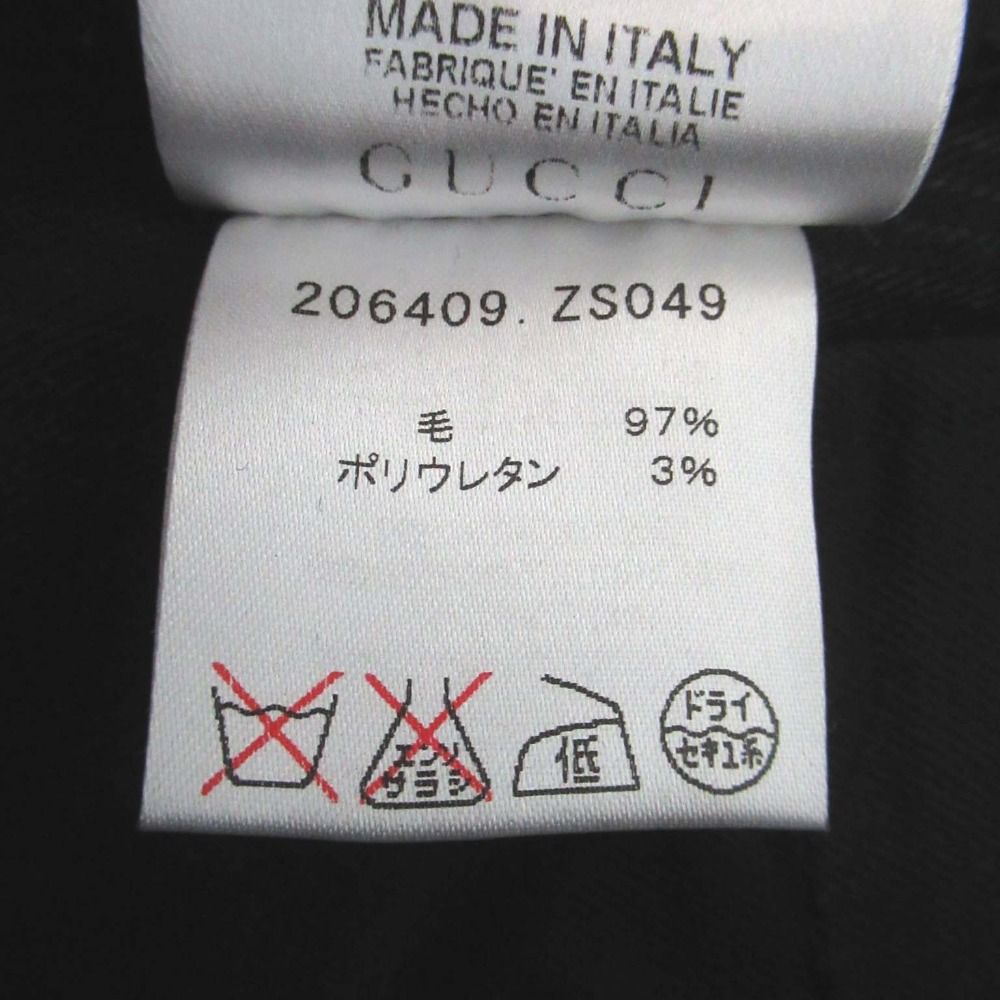 MADE IN ITALY
FABRIQUE' EN ITALIE
HECHO EN ITALIA
GUCCI
206409. ZS049
毛 97%
ポリウレタン 3%
エンソ
サラシ
低
ドライ
セキユ系